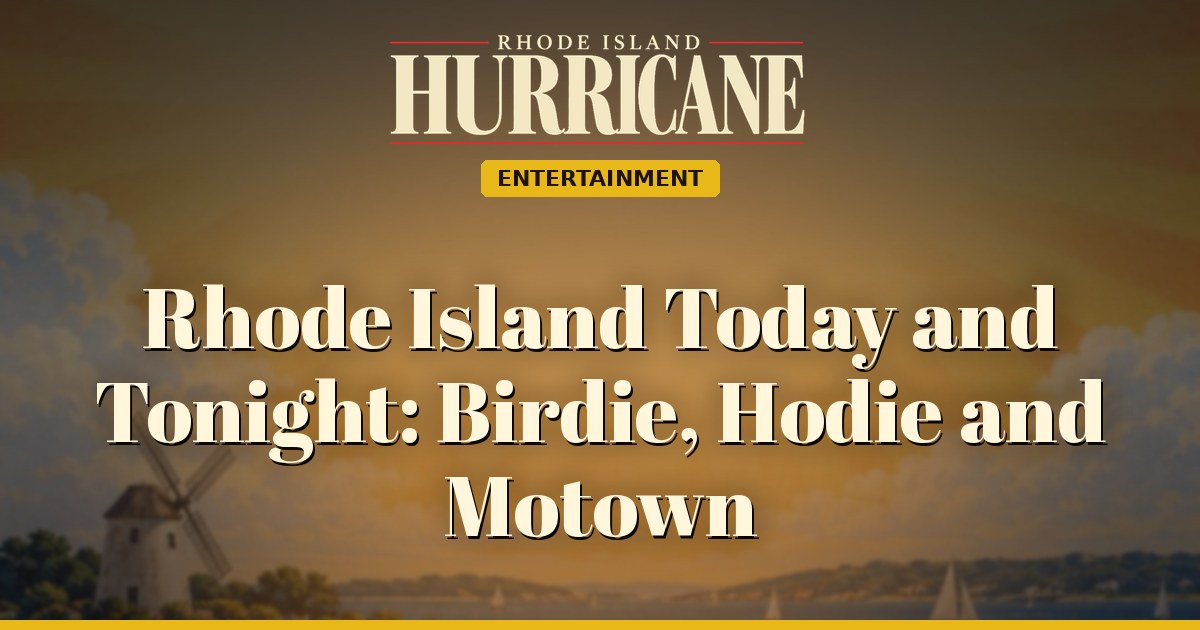 RHODE ISLAND
HURRICANE
ENTERTAINMENT
Rhode Island Today and
Tonight: Birdie, Hodie and
Motown